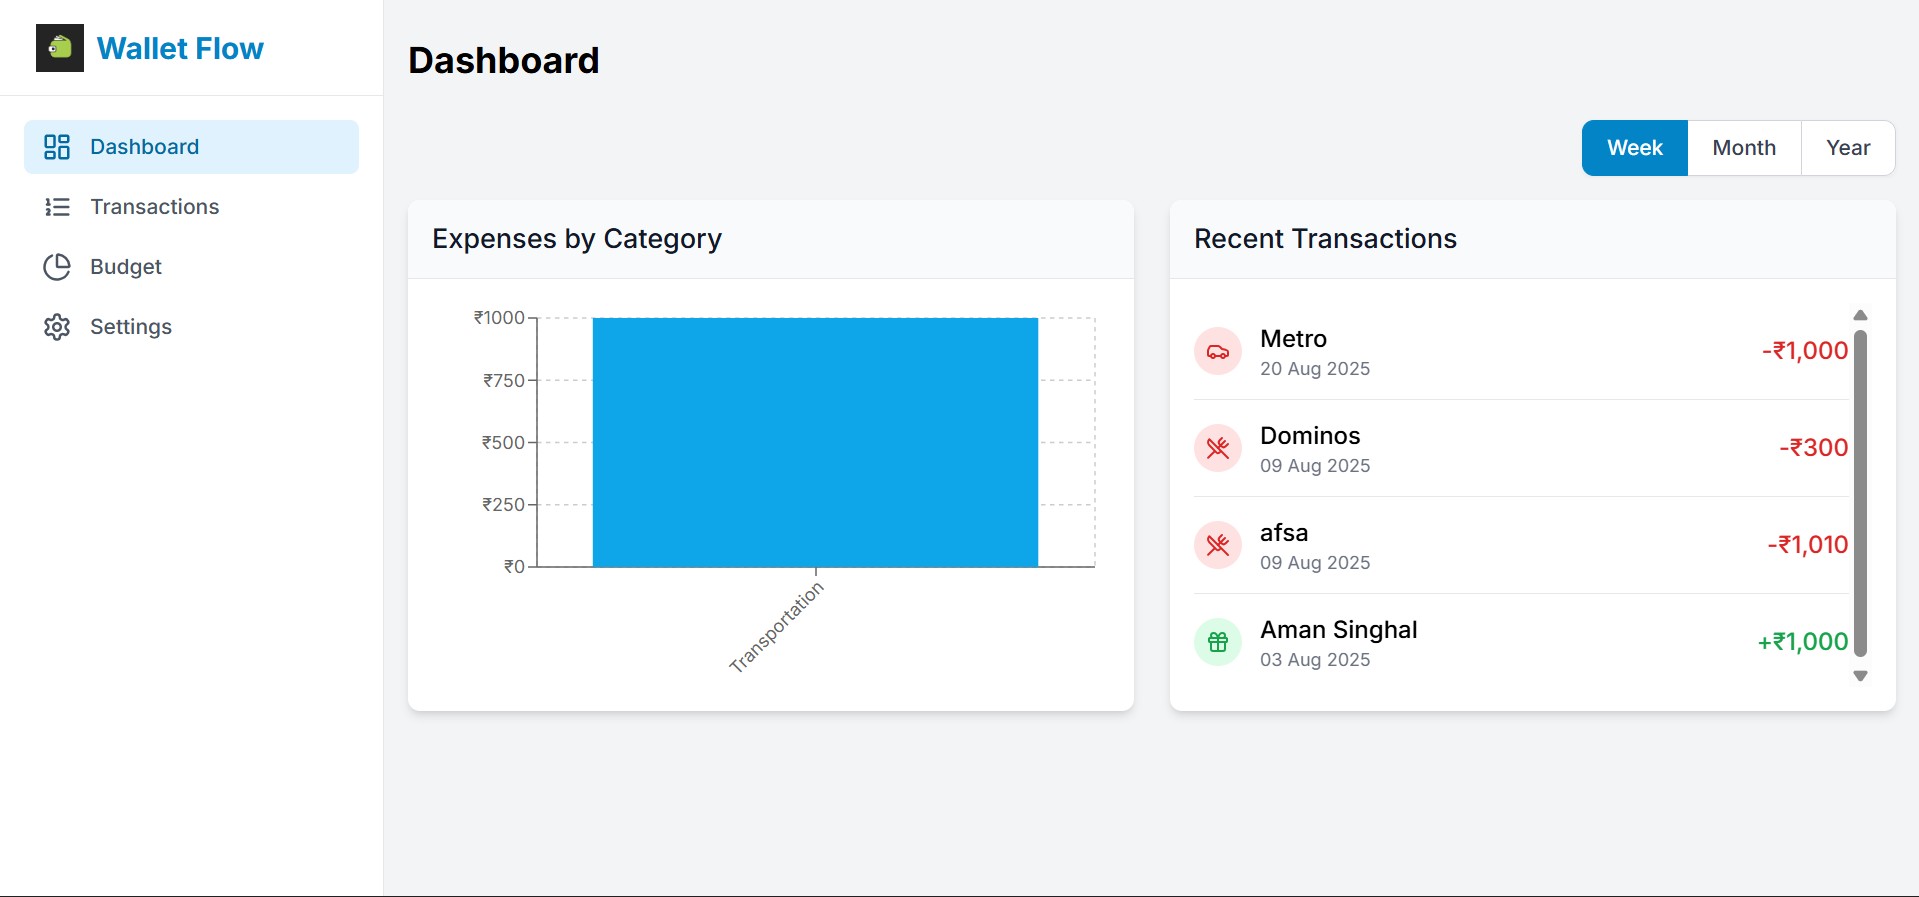 Wallet Flow
Dashboard
Transactions
Budget
Settings
Dashboard
Week Month Year
Expenses by Category
₹1000
₹750
₹500
₹250
₹0
Transportation
Recent Transactions
Metro
20 Aug 2025
-₹1,000
Dominos
09 Aug 2025
-₹300
afsa
09 Aug 2025
-₹1,010
Aman Singhal
03 Aug 2025
+₹1,000